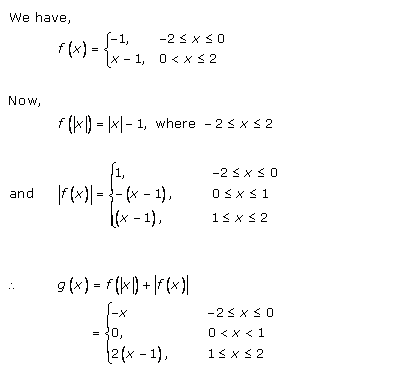 We have,
f(x) = { -1, -2 ≤ x ≤ 0
x - 1, 0 < x ≤ 2
Now,
f(|x|) = |x| - 1, where - 2 ≤ x ≤ 2
and |f(x)| = { 1, -2 ≤ x ≤ 0
-(x - 1), 0 ≤ x ≤ 1
(x - 1), 1 ≤ x ≤ 2
∴ g(x) = f(|x|) + |f(x)|
= { -x -2 ≤ x ≤ 0
0, 0 < x < 1
2(x - 1), 1 ≤ x ≤ 2